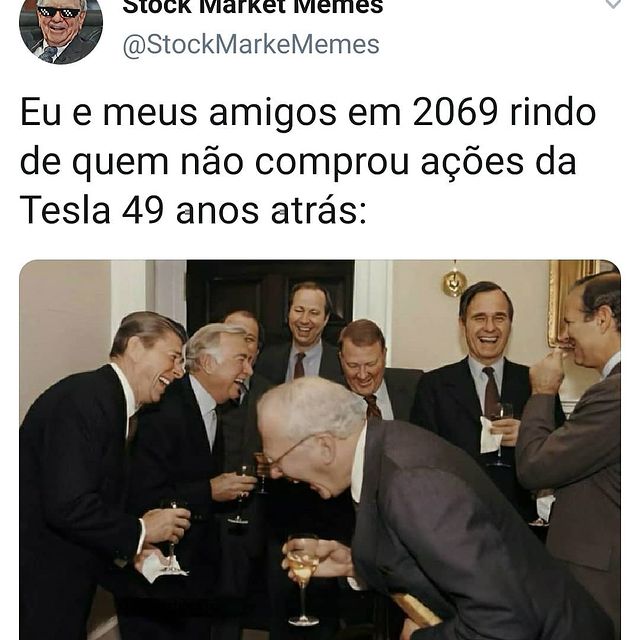 Stock Market Memes
@StockMarkeMemes
Eu e meus amigos em 2069 rindo
de quem não comprou ações da
Tesla 49 anos atrás: